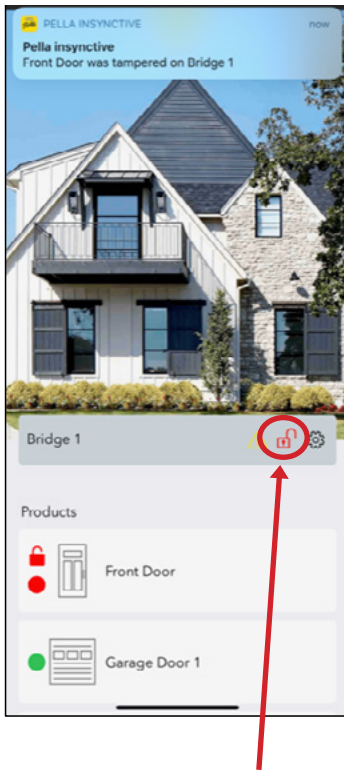 PELLA INSYNCTIVE now
Pella insynctive
Front Door was tampered on Bridge 1
Bridge 1
Products
Front Door
Garage Door 1